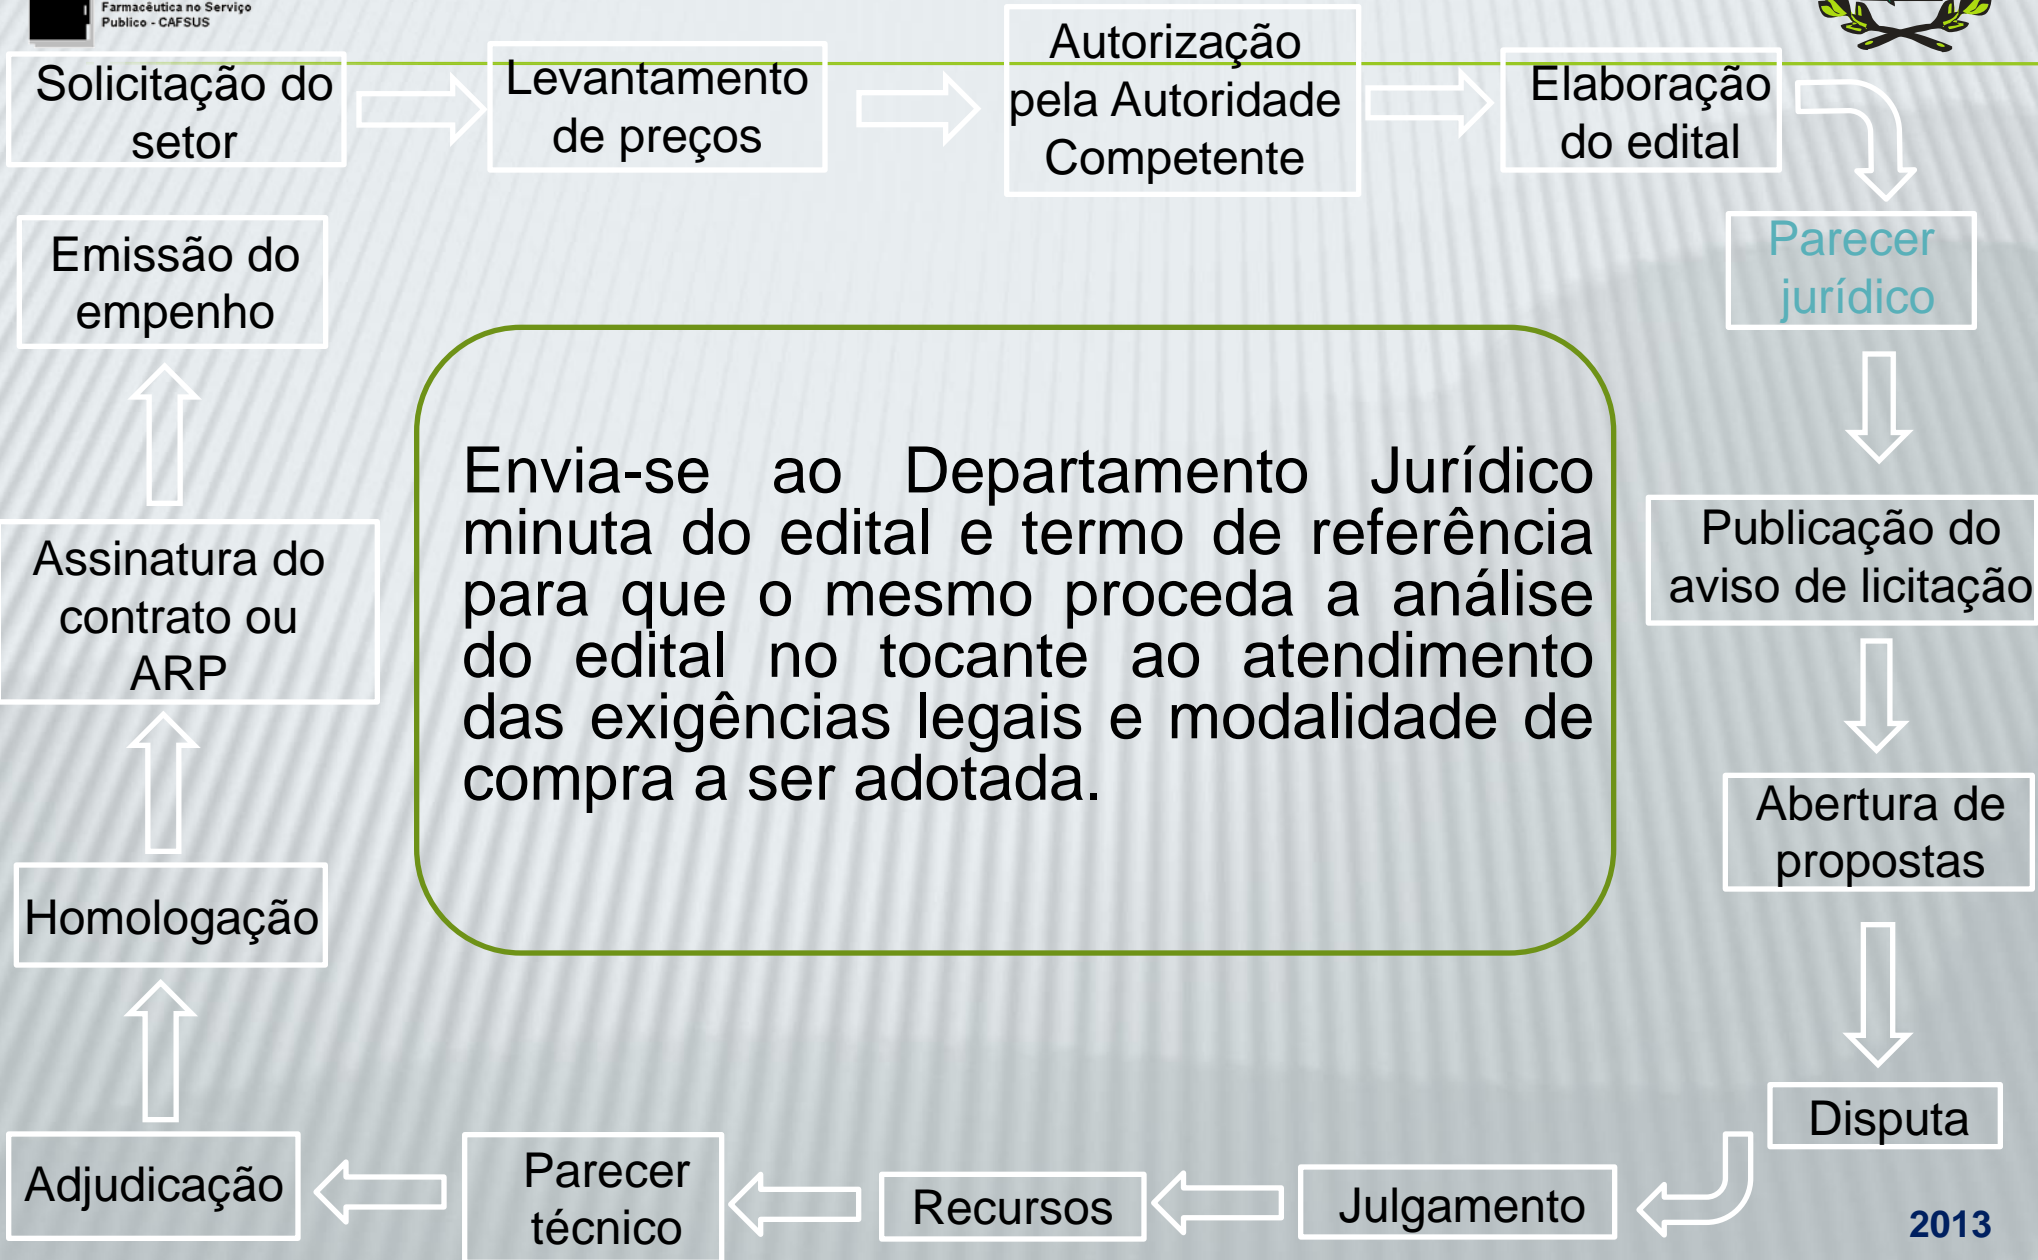 Farmacêutica no Serviço
Publico - CAFSUS
Solicitação do
setor
Levantamento
de preços
Autorização
pela Autoridade
Competente
Elaboração
do edital
Parecer
jurídico
Publicação do
aviso de licitação
Abertura de
propostas
Disputa
Julgamento
Recursos
Parecer
técnico
Adjudicação
Homologação
Assinatura do
contrato ou
ARP
Emissão do
empenho
Envia-se ao Departamento Jurídico
minuta do edital e termo de referência
para que o mesmo proceda a análise
do edital no tocante ao atendimento
das exigências legais e modalidade de
compra a ser adotada.
2013